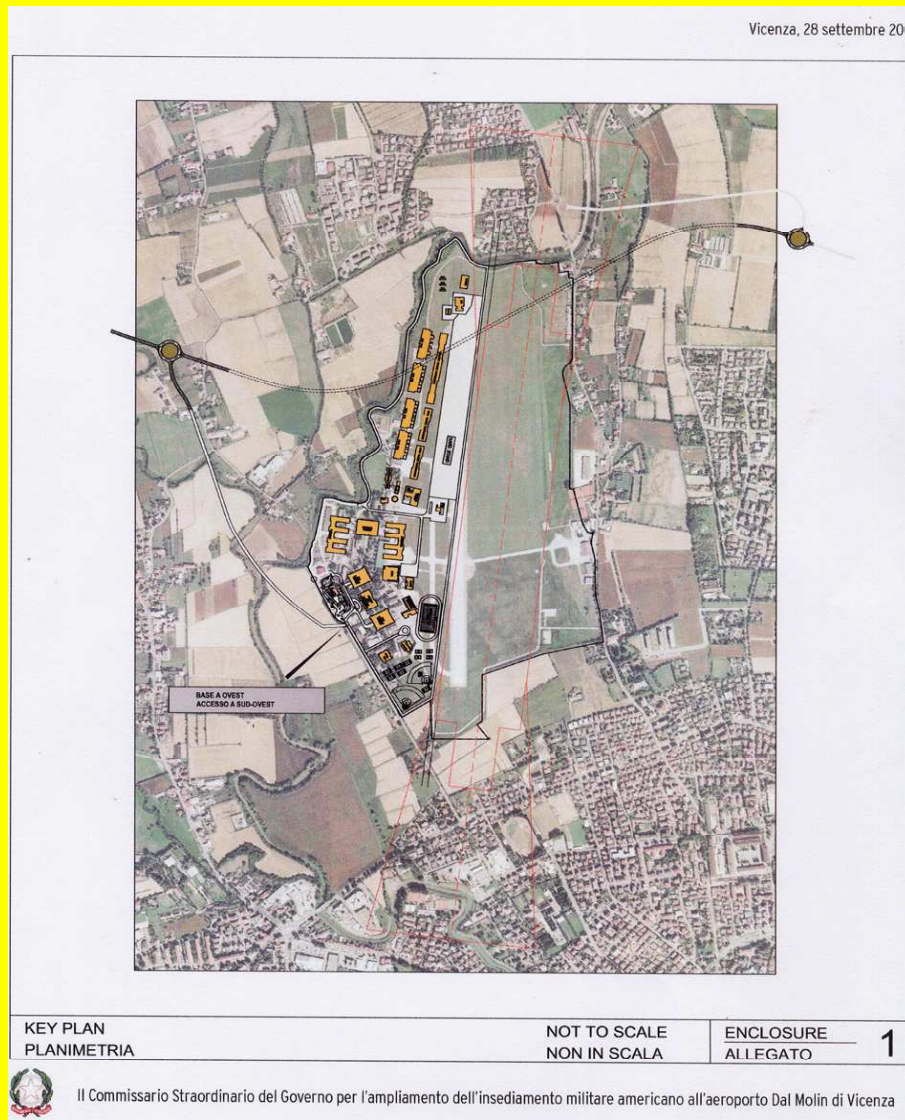 Vicenza, 28 settembre 20
BASE A OVEST
ACCESSO A SUD-OVEST
KEY PLAN
PLANIMETRIA
NOT TO SCALE
NON IN SCALA
ENCLOSURE
ALLEGATO
1
Il Commissario Straordinario del Governo per l'ampliamento dell'insediamento militare americano all'aeroporto Dal Molin di Vicenza